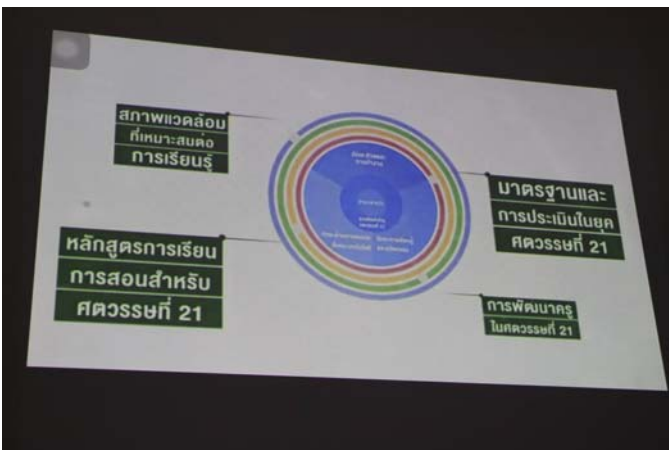 สภาพแวดล้อม
ที่เหมาะสมต่อ
การเรียนรู้
มาตรฐานและ
การประเมินในยุค
ศตวรรษที่ 21
หลักสูตรการเรียน
การสอนสำหรับ
ศตวรรษที่ 21
การพัฒนาครู
ในศตวรรษที่ 21